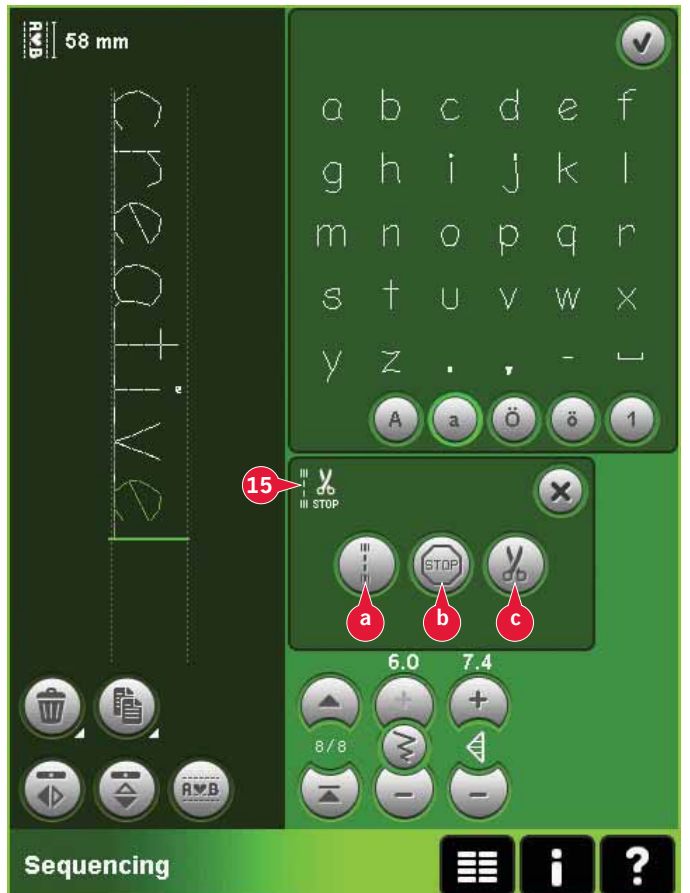 58 mm
creative
a b c d e f
g h i j k l
m n o p q r
s t u v w x
y z . , - ⎵
A a Ö ö 1
15
STOP
STOP
a b c
6.0 7.4
8/8
A♥B
Sequencing
i ?